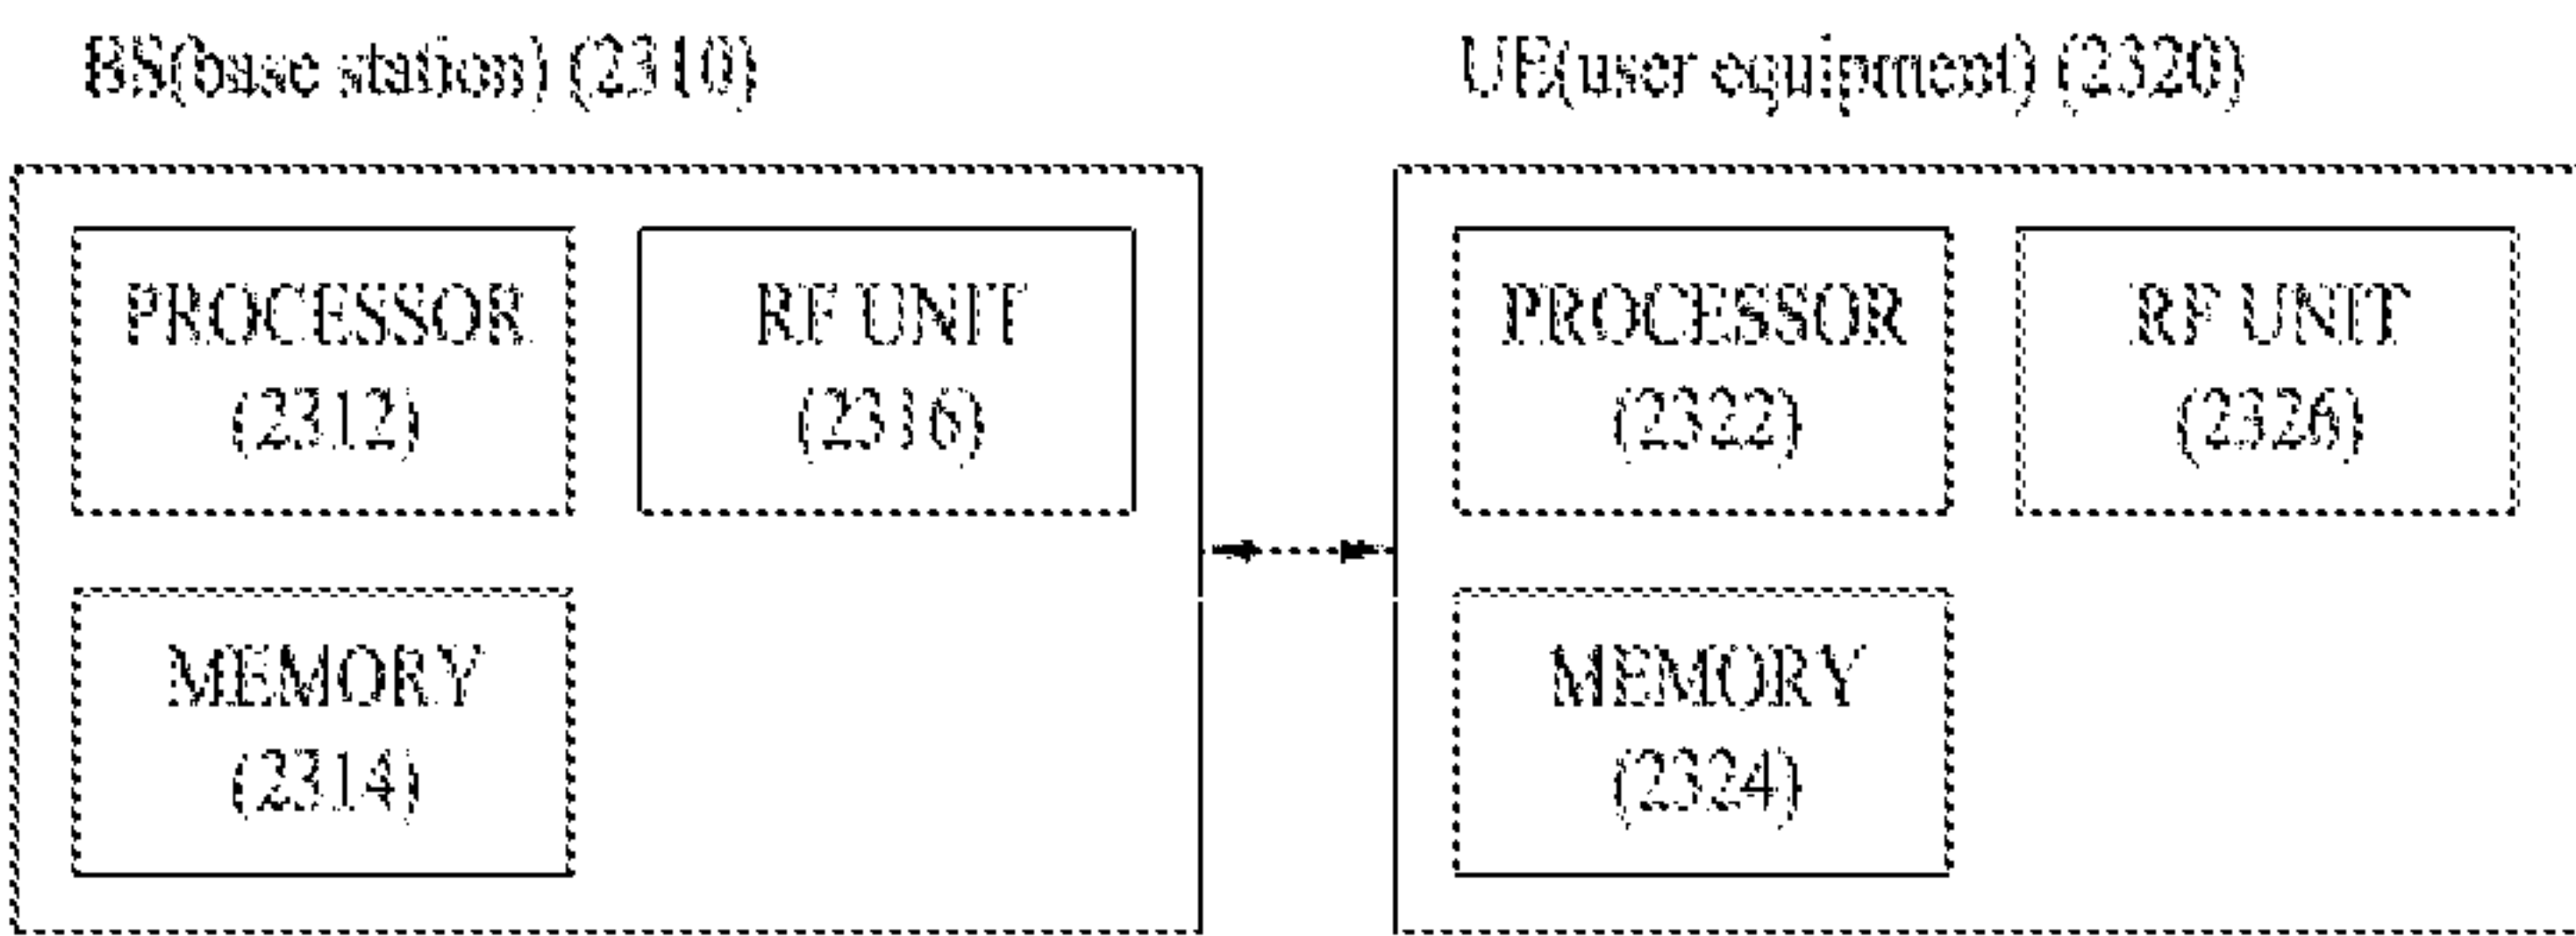 BS(base station) (2310)
PROCESSOR
(2312)
RF UNIT
(2316)
MEMORY
(2314)
UE(user equipment) (2320)
PROCESSOR
(2322)
RF UNIT
(2326)
MEMORY
(2324)